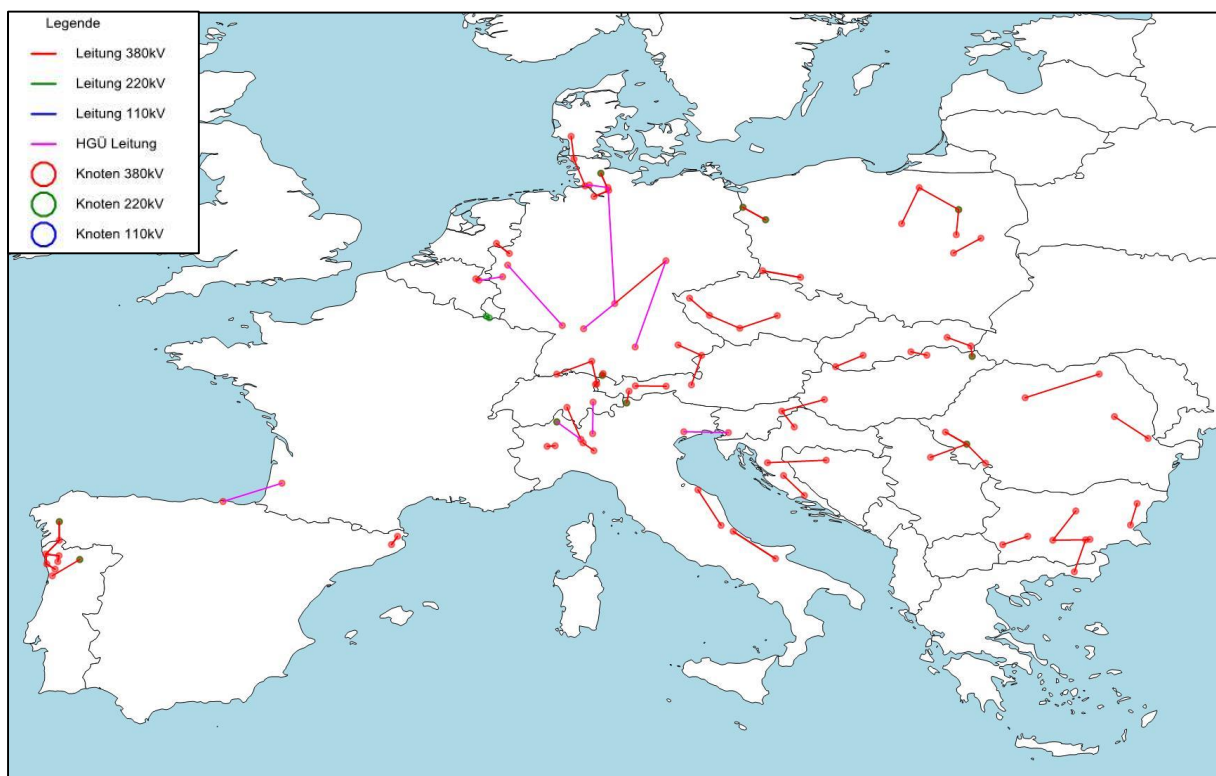 Legende
Leitung 380kV
Leitung 220kV
Leitung 110kV
HGÜ Leitung
Knoten 380kV
Knoten 220kV
Knoten 110kV